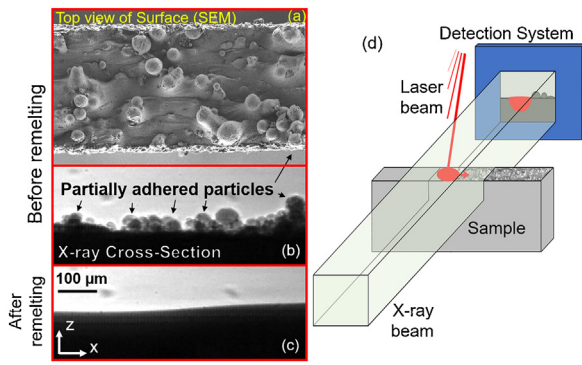 Top view of Surface (SEM)
(a)
Before remelting
Partially adhered particles
X-ray Cross-Section
(b)
After
remelting
100 µm
z
x
(c)
(d)
Detection System
Laser
beam
Sample
X-ray
beam